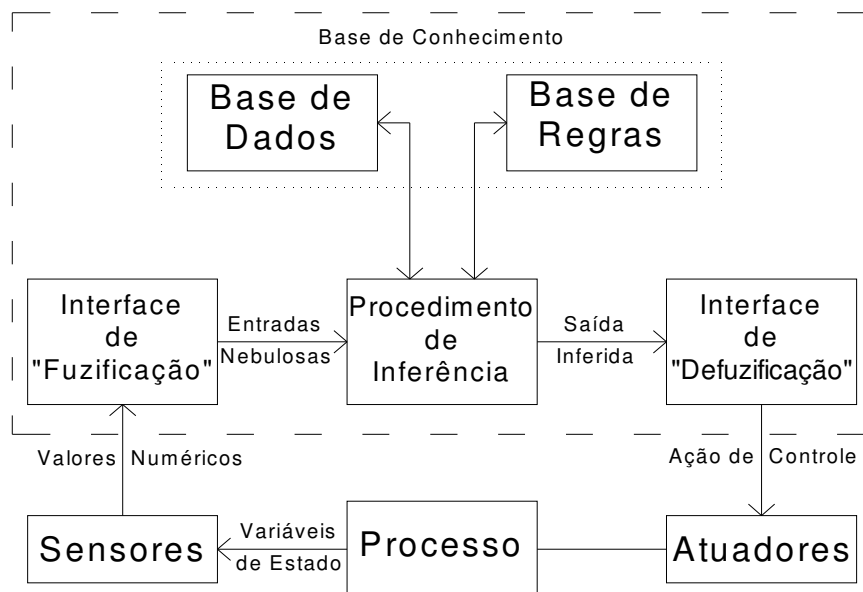 Base de Conhecimento
Base de
Dados
Base de
Regras
Interface
de
"Fuzificação"
Entradas
Nebulosas
Procedimento
de
Inferência
Saída
Inferida
Interface
de
"Defuzificação"
Valores Numéricos
Ação de Controle
Sensores
Variáveis
de Estado
Processo
Atuadores